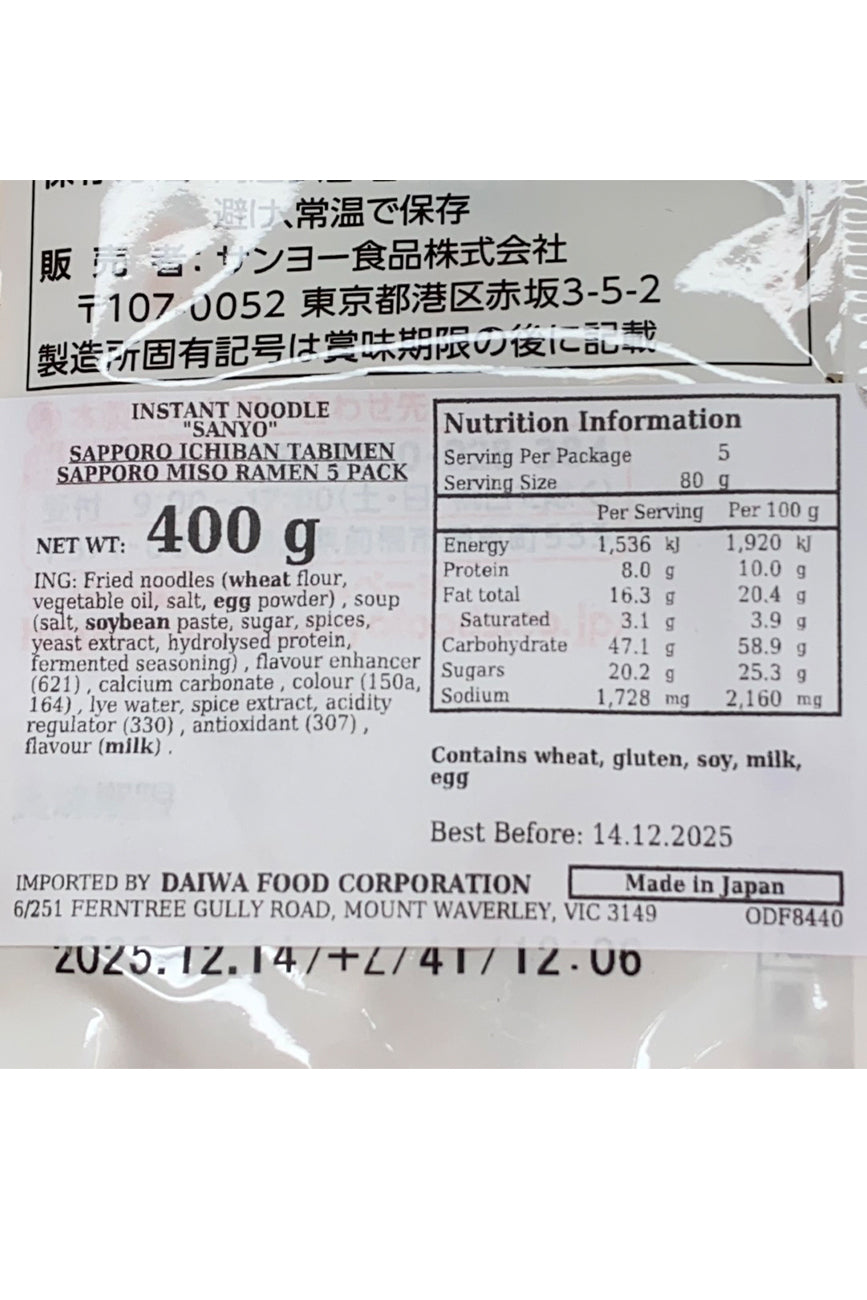 避け、常温で保存
販売者:サンヨー食品株式会社
〒107-0052 東京都港区赤坂3-5-2
製造所固有記号は賞味期限の後に記載
INSTANT NOODLE
"SANYO"
SAPPORO ICHIBAN TABIMEN
SAPPORO MISO RAMEN 5 PACK
NET WT: 400 g
ING: Fried noodles (wheat flour,
vegetable oil, salt, egg powder) , soup
(salt, soybean paste, sugar, spices,
yeast extract, hydrolysed protein,
fermented seasoning) , flavour enhancer
(621) , calcium carbonate , colour (150a,
164) , lye water, spice extract, acidity
regulator (330) , antioxidant (307) ,
flavour (milk) .
Nutrition Information
Serving Per Package 5
Serving Size 80 g
Per Serving Per 100 g
Energy 1,536 kJ 1,920 kJ
Protein 8.0 g 10.0 g
Fat total 16.3 g 20.4 g
Saturated 3.1 g 3.9 g
Carbohydrate 47.1 g 58.9 g
Sugars 20.2 g 25.3 g
Sodium 1,728 mg 2,160 mg
Contains wheat, gluten, soy, milk,
egg
Best Before: 14.12.2025
IMPORTED BY DAIWA FOOD CORPORATION
Made in Japan
6/251 FERNTREE GULLY ROAD, MOUNT WAVERLEY, VIC 3149
ODF8440
2025.12.14/+2/41/12:06